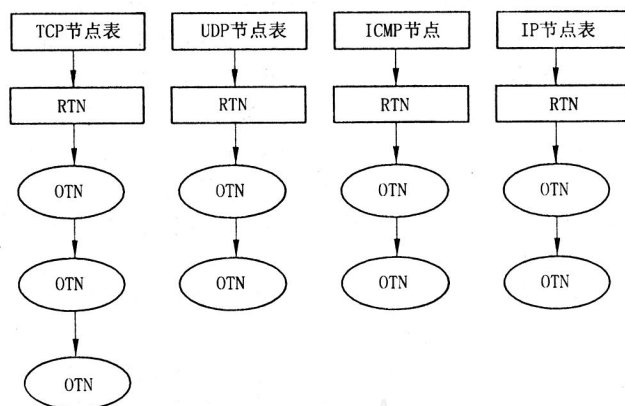 TCP节点表 UDP节点表 ICMP节点 IP节点表
RTN RTN RTN RTN
OTN OTN OTN OTN
OTN OTN OTN OTN
OTN